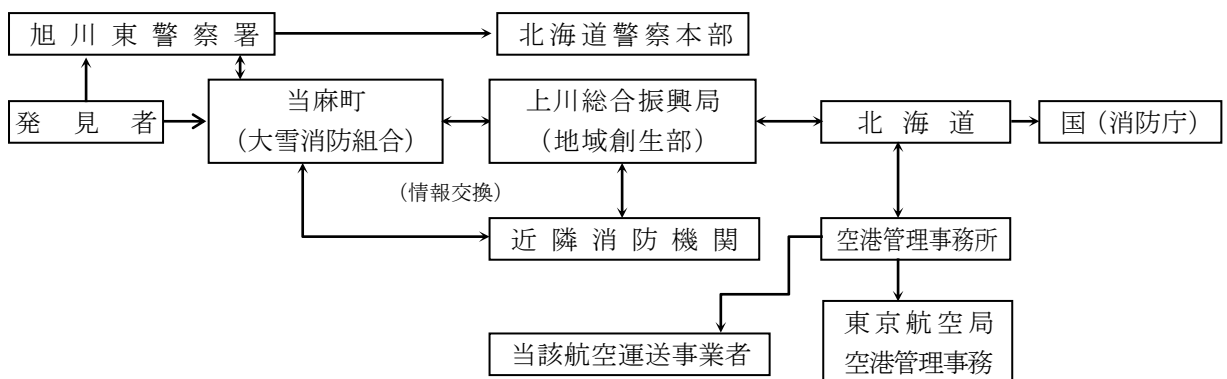 旭川東警察署
北海道警察本部
当麻町
(大雪消防組合)
上川総合振興局
(地域創生部)
発見者
北海道
国(消防庁)
(情報交換)
近隣消防機関
空港管理事務所
東京航空局
空港管理事務
当該航空運送事業者